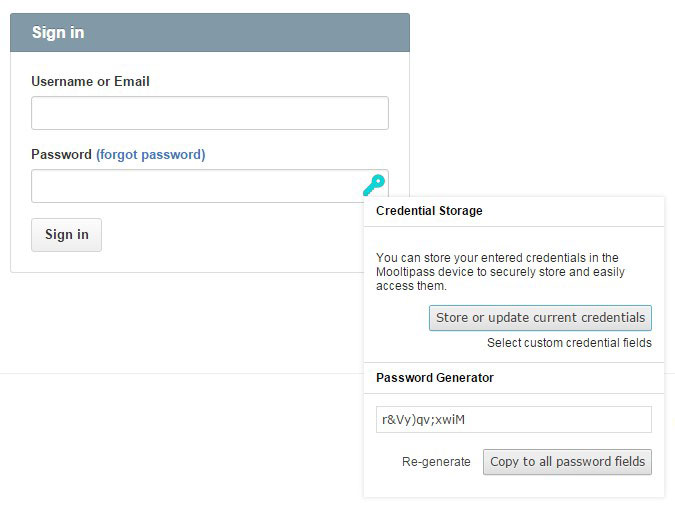 Sign in
Username or Email
Password (forgot password)
Sign in
Credential Storage
You can store your entered credentials in the
Mooltipass device to securely store and easily
access them.
Store or update current credentials
Select custom credential fields
Password Generator
r&Vy)qv;xwiM
Re-generate Copy to all password fields